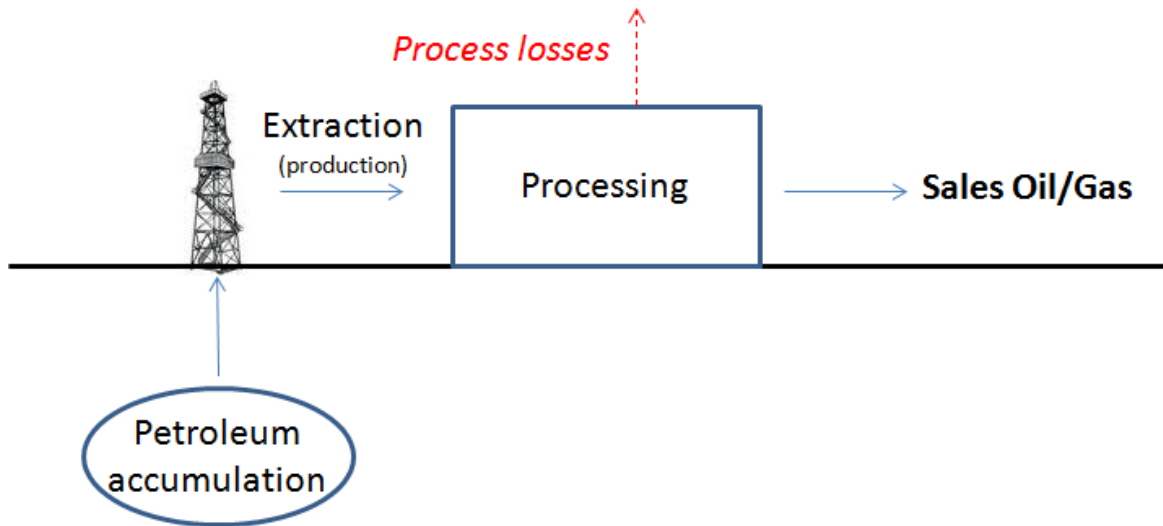 Process losses
Extraction
(production)
Processing
Sales Oil/Gas
Petroleum
accumulation